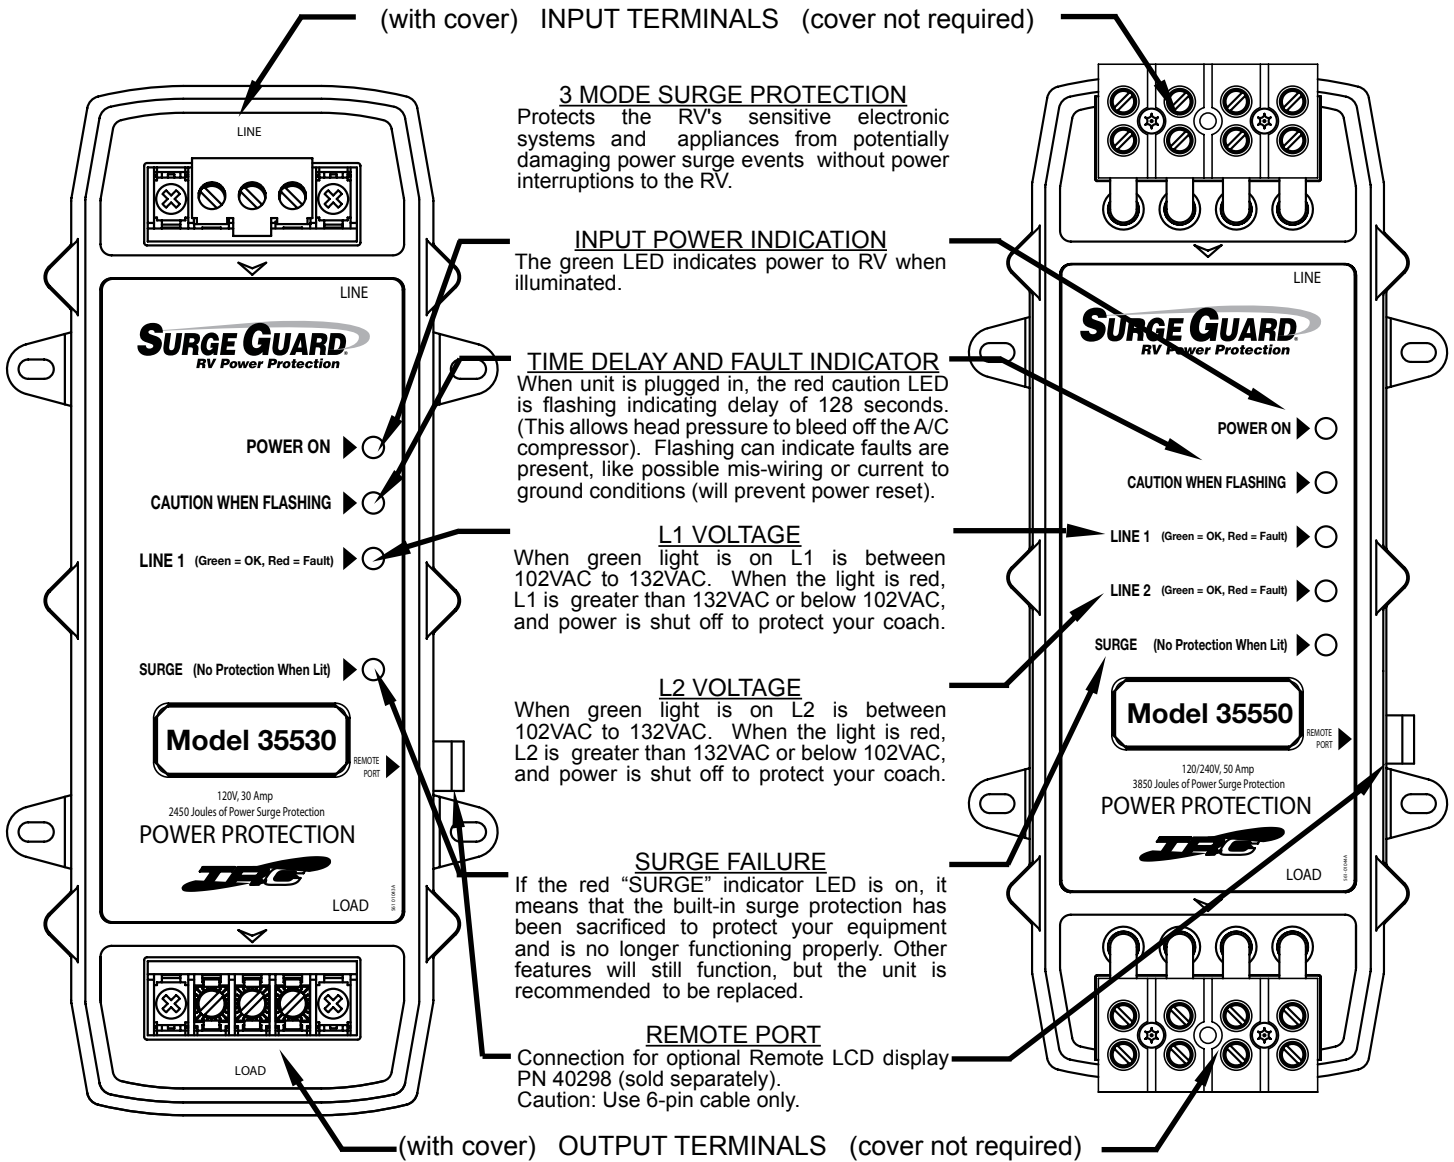 (with cover) INPUT TERMINALS (cover not required)
LINE
LINE
SURGE GUARD®
RV Power Protection
POWER ON
CAUTION WHEN FLASHING
LINE 1 (Green = OK, Red = Fault)
SURGE (No Protection When Lit)
Model 35530
REMOTE
PORT
120V, 30 Amp
2450 Joules of Power Surge Protection
POWER PROTECTION
TRC
LOAD
LOAD
3 MODE SURGE PROTECTION
Protects the RV's sensitive electronic
systems and appliances from potentially
damaging power surge events without power
interruptions to the RV.
INPUT POWER INDICATION
The green LED indicates power to RV when
illuminated.
TIME DELAY AND FAULT INDICATOR
When unit is plugged in, the red caution LED
is flashing indicating delay of 128 seconds.
(This allows head pressure to bleed off the A/C
compressor). Flashing can indicate faults are
present, like possible mis-wiring or current to
ground conditions (will prevent power reset).
L1 VOLTAGE
When green light is on L1 is between
102VAC to 132VAC. When the light is red,
L1 is greater than 132VAC or below 102VAC,
and power is shut off to protect your coach.
L2 VOLTAGE
When green light is on L2 is between
102VAC to 132VAC. When the light is red,
L2 is greater than 132VAC or below 102VAC,
and power is shut off to protect your coach.
SURGE FAILURE
If the red “SURGE” indicator LED is on, it
means that the built-in surge protection has
been sacrificed to protect your equipment
and is no longer functioning properly. Other
features will still function, but the unit is
recommended to be replaced.
REMOTE PORT
Connection for optional Remote LCD display
PN 40298 (sold separately).
Caution: Use 6-pin cable only.
LINE
SURGE GUARD®
RV Power Protection
POWER ON
CAUTION WHEN FLASHING
LINE 1 (Green = OK, Red = Fault)
LINE 2 (Green = OK, Red = Fault)
SURGE (No Protection When Lit)
Model 35550
REMOTE
PORT
120/240V, 50 Amp
3850 Joules of Power Surge Protection
POWER PROTECTION
TRC
LOAD
(with cover) OUTPUT TERMINALS (cover not required)